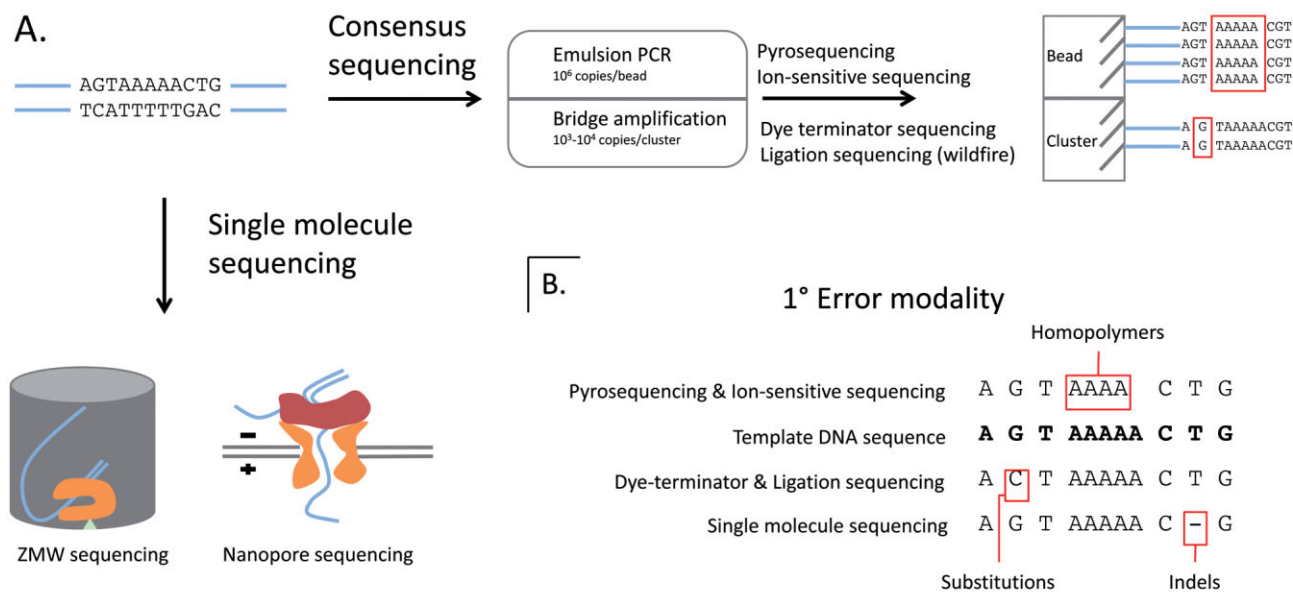 A.
AGTAAAAACTG
TCATTTTTGAC
Consensus
sequencing
Emulsion PCR
10⁶ copies/bead
Bridge amplification
10³-10⁴ copies/cluster
Pyrosequencing
Ion-sensitive sequencing
Dye terminator sequencing
Ligation sequencing (wildfire)
Bead
AGT AAAAA CGT
AGT AAAAA CGT
AGT AAAAA CGT
AGT AAAAA CGT
Cluster
A G TAAAAACGT
A G TAAAAACGT
Single molecule
sequencing
ZMW sequencing
−
+
Nanopore sequencing
B.
1° Error modality
Homopolymers
Pyrosequencing & Ion-sensitive sequencing A G T AAAA C T G
Template DNA sequence A G T AAAAA C T G
Dye-terminator & Ligation sequencing A C T AAAAA C T G
Single molecule sequencing A G T AAAAA C – G
Substitutions
Indels